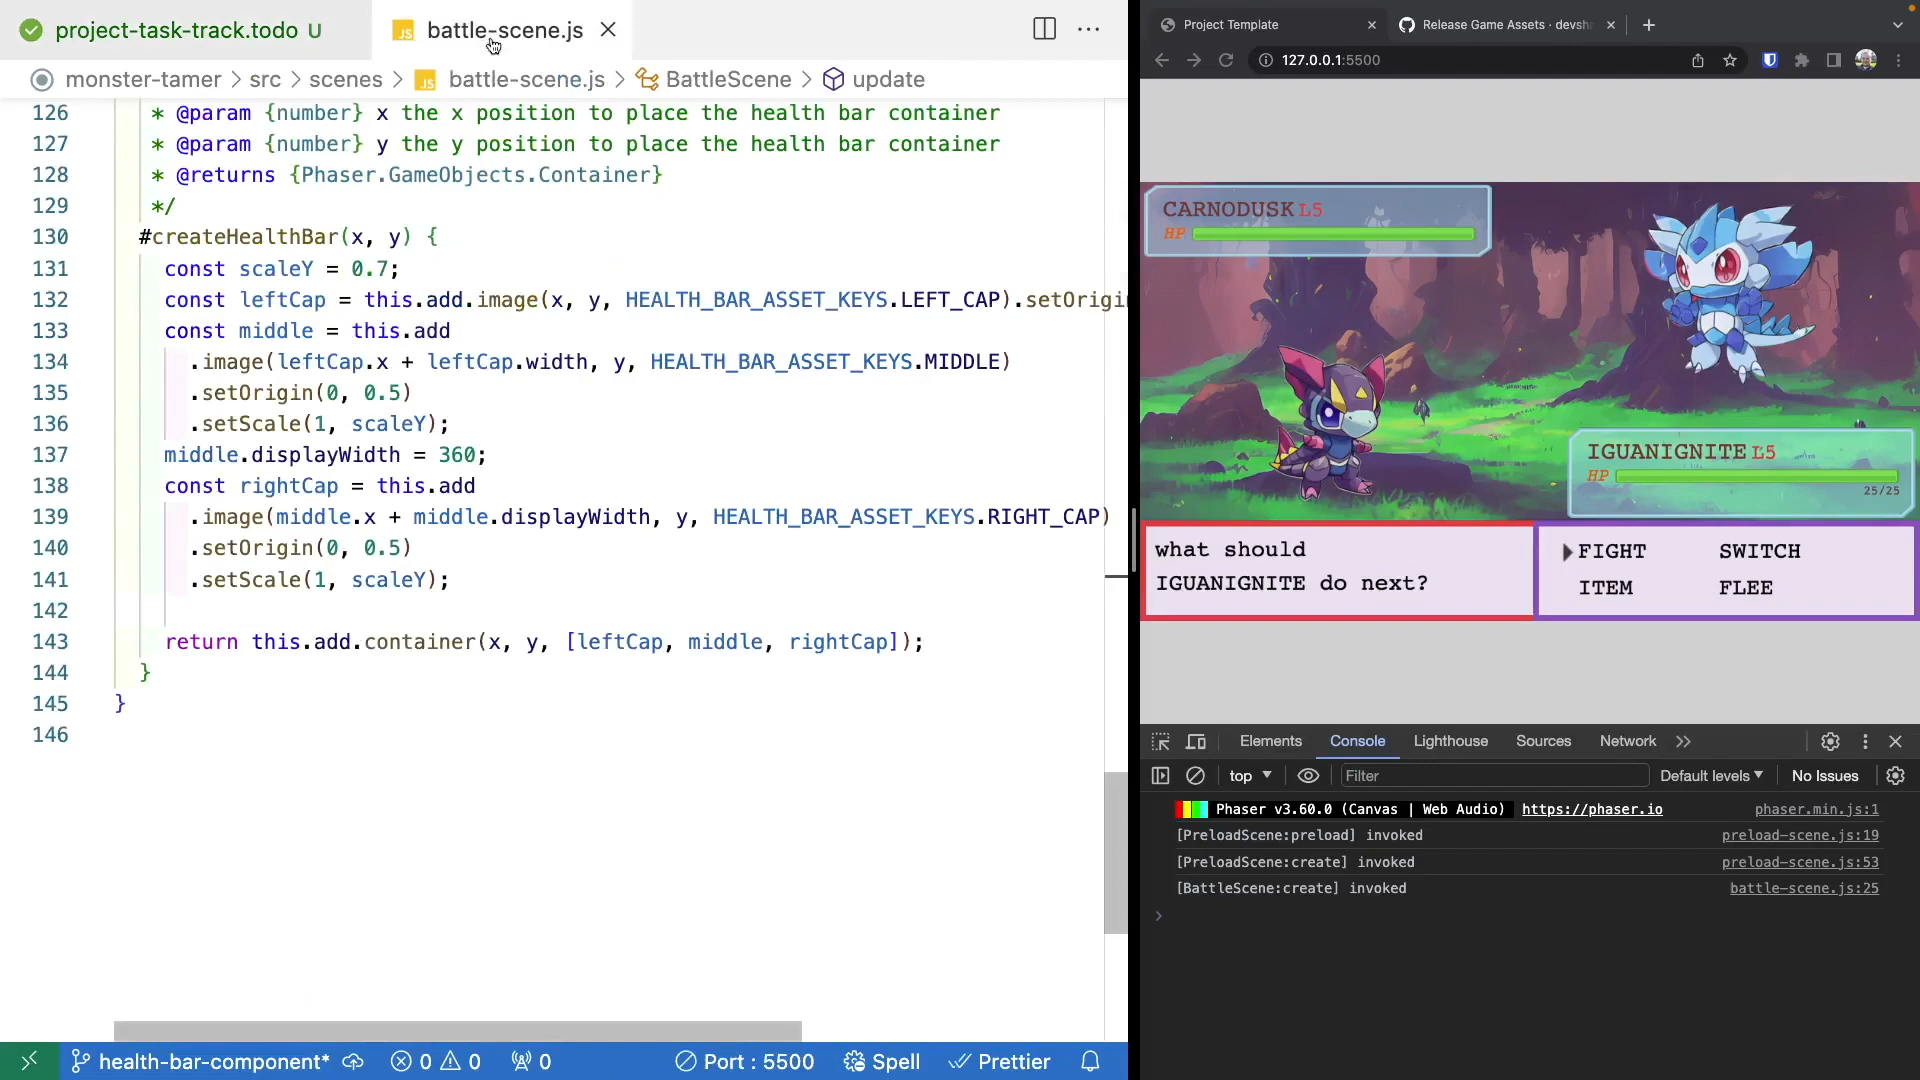 project-task-track.todo U
battle-scene.js
monster-tamer > src > scenes > battle-scene.js > BattleScene > update
126 * @param {number} x the x position to place the health bar container
127 * @param {number} y the y position to place the health bar container
128 * @returns {Phaser.GameObjects.Container}
129 */
130 #createHealthBar(x, y) {
131 const scaleY = 0.7;
132 const leftCap = this.add.image(x, y, HEALTH_BAR_ASSET_KEYS.LEFT_CAP).setOrigi
133 const middle = this.add
134 .image(leftCap.x + leftCap.width, y, HEALTH_BAR_ASSET_KEYS.MIDDLE)
135 .setOrigin(0, 0.5)
136 .setScale(1, scaleY);
137 middle.displayWidth = 360;
138 const rightCap = this.add
139 .image(middle.x + middle.displayWidth, y, HEALTH_BAR_ASSET_KEYS.RIGHT_CAP)
140 .setOrigin(0, 0.5)
141 .setScale(1, scaleY);
142
143 return this.add.container(x, y, [leftCap, middle, rightCap]);
144 }
145 }
146
health-bar-component* 0 0 0 Port : 5500 Spell Prettier
Project Template
Release Game Assets · devsha
127.0.0.1:5500
CARNODUSK L5
HP
IGUANIGNITE L5
HP
25/25
what should
IGUANIGNITE do next?
FIGHT SWITCH
ITEM FLEE
Elements Console Lighthouse Sources Network
top Filter Default levels No Issues
Phaser v3.60.0 (Canvas | Web Audio) https://phaser.io phaser.min.js:1
[PreloadScene:preload] invoked preload-scene.js:19
[PreloadScene:create] invoked preload-scene.js:53
[BattleScene:create] invoked battle-scene.js:25